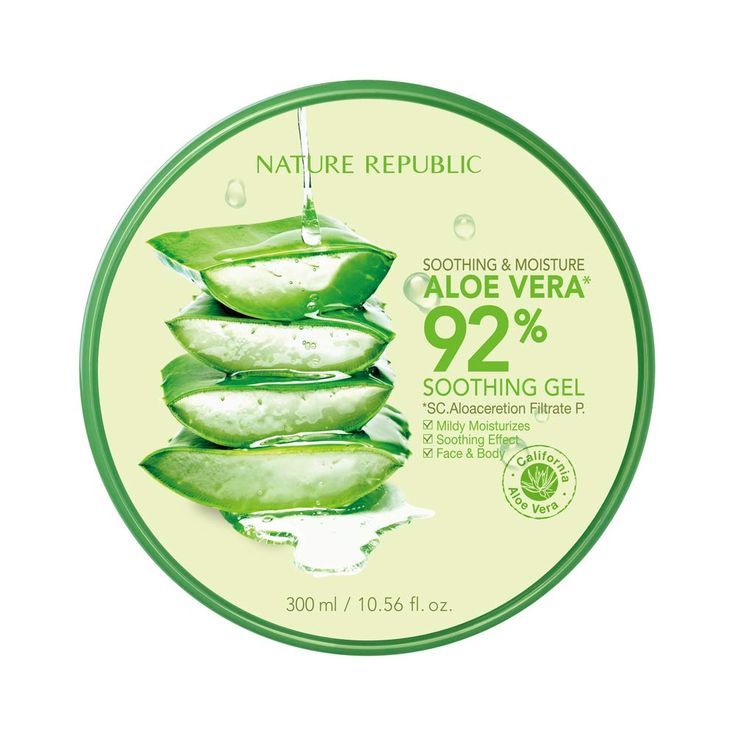 NATURE REPUBLIC
SOOTHING & MOISTURE
ALOE VERA*
92%
SOOTHING GEL
*SC.Aloaceretion Filtrate P.
☑ Mildy Moisturizes
☑ Soothing Effect
☑ Face & Body
• California •
Aloe Vera
300 ml / 10.56 fl. oz.